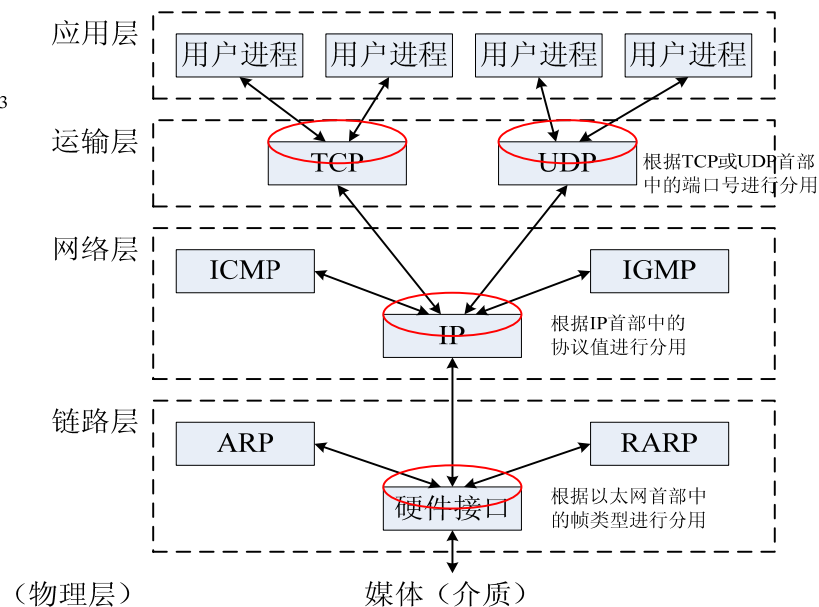 应用层
用户进程 用户进程 用户进程 用户进程
3
运输层
TCP UDP
根据TCP或UDP首部
中的端口号进行分用
网络层
ICMP IGMP
IP
根据IP首部中的
协议值进行分用
链路层
ARP RARP
硬件接口
根据以太网首部中
的帧类型进行分用
（物理层） 媒体（介质）